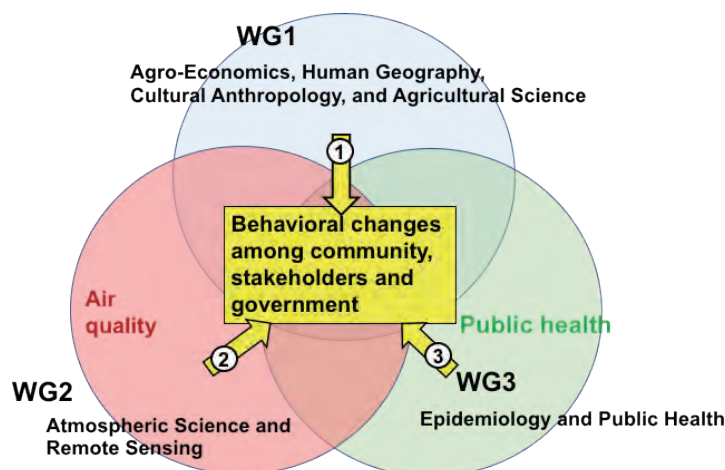 WG1
Agro-Economics, Human Geography,
Cultural Anthropology, and Agricultural Science
1
Behavioral changes
among community,
stakeholders and
government
Air
quality
Public health
2
3
WG2
WG3
Atmospheric Science and
Remote Sensing
Epidemiology and Public Health